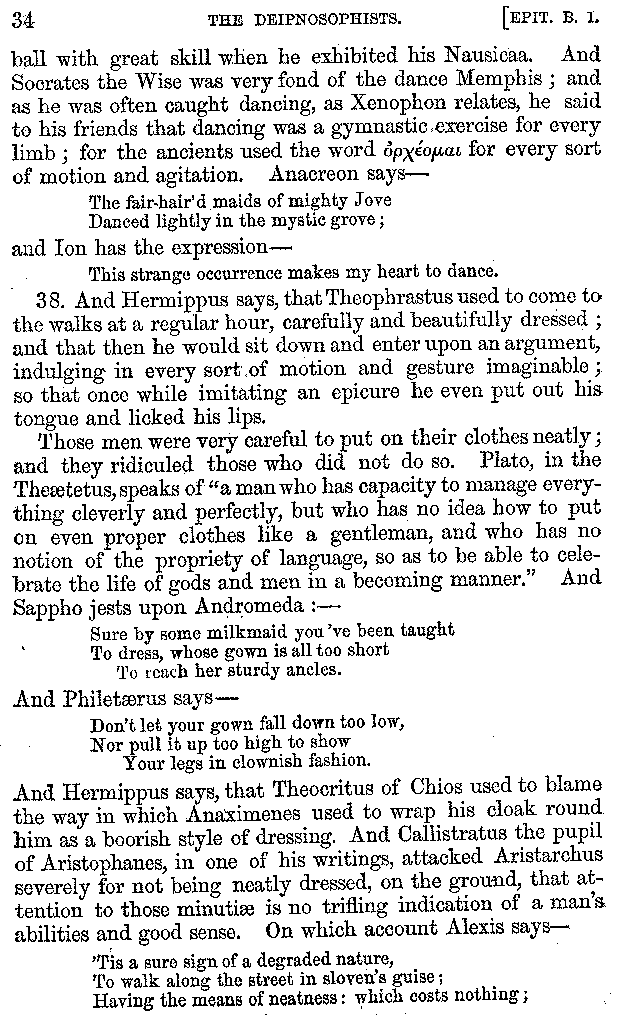 34 THE DEIPNOSOPHISTS. [EPIT. B. I.
ball with great skill when he exhibited his Nausicaa. And
Socrates the Wise was very fond of the dance Memphis ; and
as he was often caught dancing, as Xenophon relates, he said
to his friends that dancing was a gymnastic exercise for every
limb ; for the ancients used the word ὀρχέομαι for every sort
of motion and agitation. Anacreon says—
The fair-hair'd maids of mighty Jove
Danced lightly in the mystic grove ;
and Ion has the expression—
This strange occurrence makes my heart to dance.
38. And Hermippus says, that Theophrastus used to come to
the walks at a regular hour, carefully and beautifully dressed ;
and that then he would sit down and enter upon an argument,
indulging in every sort of motion and gesture imaginable ;
so that once while imitating an epicure he even put out his
tongue and licked his lips.
Those men were very careful to put on their clothes neatly ;
and they ridiculed those who did not do so. Plato, in the
Theætetus, speaks of "a man who has capacity to manage every-
thing cleverly and perfectly, but who has no idea how to put
on even proper clothes like a gentleman, and who has no
notion of the propriety of language, so as to be able to cele-
brate the life of gods and men in a becoming manner." And
Sappho jests upon Andromeda :—
Sure by some milkmaid you 've been taught
To dress, whose gown is all too short
To reach her sturdy ancles.
And Philetærus says—
Don't let your gown fall down too low,
Nor pull it up too high to show
Your legs in clownish fashion.
And Hermippus says, that Theocritus of Chios used to blame
the way in which Anaximenes used to wrap his cloak round
him as a boorish style of dressing. And Callistratus the pupil
of Aristophanes, in one of his writings, attacked Aristarchus
severely for not being neatly dressed, on the ground, that at-
tention to those minutiæ is no trifling indication of a man's
abilities and good sense. On which account Alexis says—
'Tis a sure sign of a degraded nature,
To walk along the street in sloven's guise ;
Having the means of neatness : which costs nothing ;